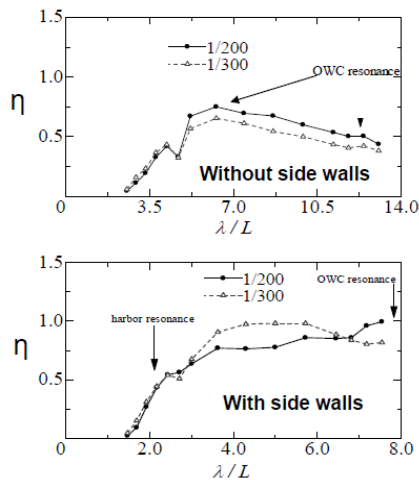 1.5
1/200
1/300
1.0
OWC resonance
η
0.5
Without side walls
0
3.5
7.0
10.5
14.0
λ / L
1.5
OWC resonance
1/200
1/300
harbor resonance
1.0
η
0.5
With side walls
0
2.0
4.0
6.0
8.0
λ / L